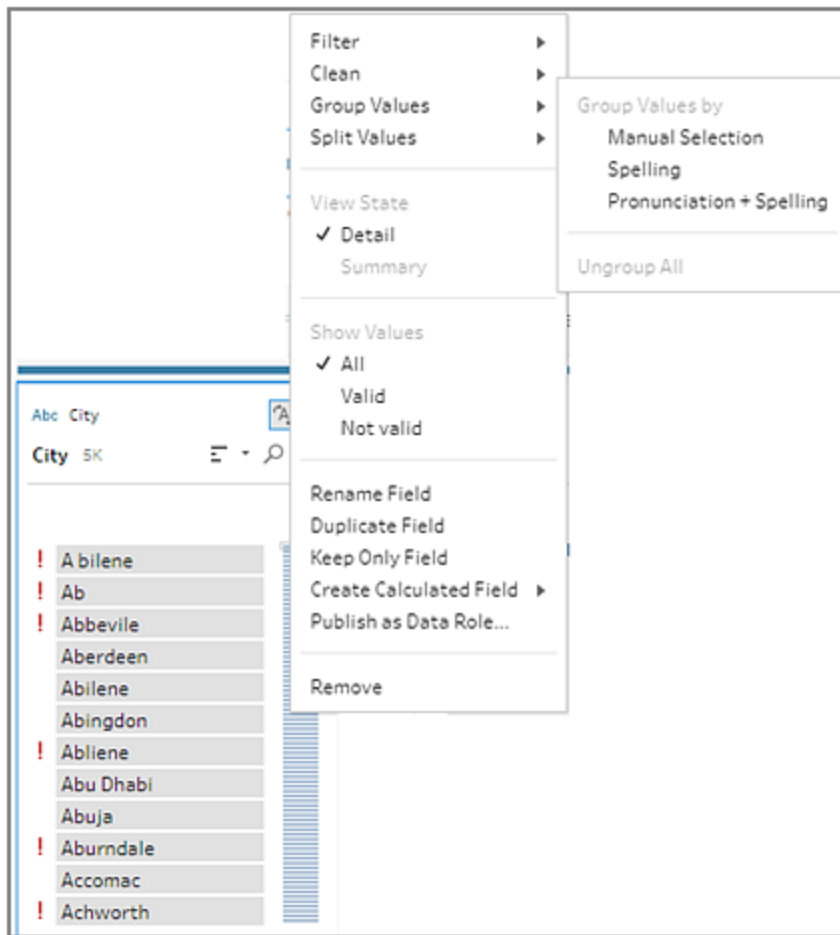 Filter
Clean
Group Values
Split Values
View State
Detail
Summary
Show Values
All
Valid
Not valid
Rename Field
Duplicate Field
Keep Only Field
Create Calculated Field
Publish as Data Role...
Remove
Group Values by
Manual Selection
Spelling
Pronunciation + Spelling
Ungroup All
Abc City
City 5K
! A bilene
! Ab
! Abbevile
Aberdeen
Abilene
Abingdon
! Abliene
Abu Dhabi
Abuja
! Aburndale
Accomac
! Achworth